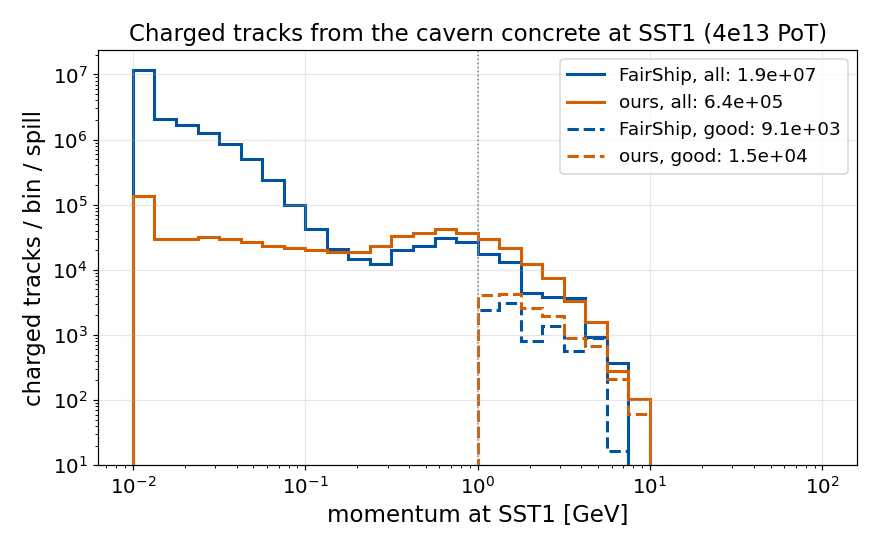 Charged tracks from the cavern concrete at SST1 (4e13 PoT)
FairShip, all: 1.9e+07
ours, all: 6.4e+05
FairShip, good: 9.1e+03
ours, good: 1.5e+04
charged tracks / bin / spill
10⁷
10⁶
10⁵
10⁴
10³
10²
10¹
10⁻² 10⁻¹ 10⁰ 10¹ 10²
momentum at SST1 [GeV]